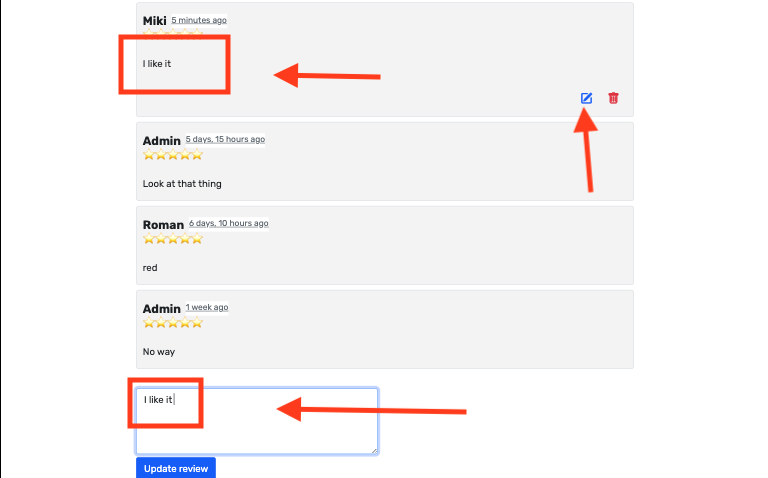 Miki 5 minutes ago
I like it
Admin 5 days, 15 hours ago
Look at that thing
Roman 6 days, 10 hours ago
red
Admin 1 week ago
No way
I like it
Update review